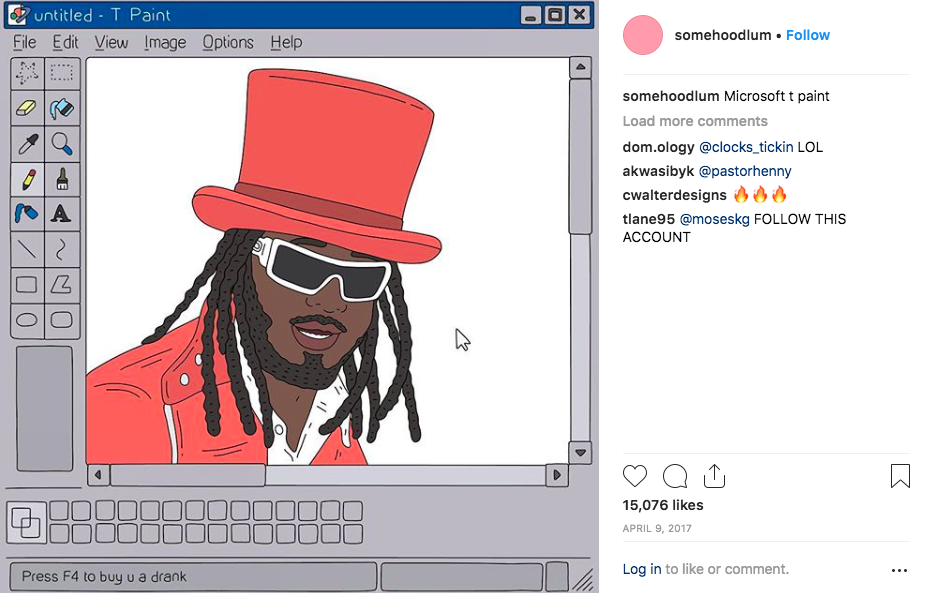 untitled - T Paint
File Edit View Image Options Help
A
Press F4 to buy u a drank
somehoodlum • Follow
somehoodlum Microsoft t paint
Load more comments
dom.ology @clocks_tickin LOL
akwasibyk @pastorhenny
cwalterdesigns 🔥🔥🔥
tlane95 @moseskg FOLLOW THIS
ACCOUNT
15,076 likes
APRIL 9, 2017
Log in to like or comment.